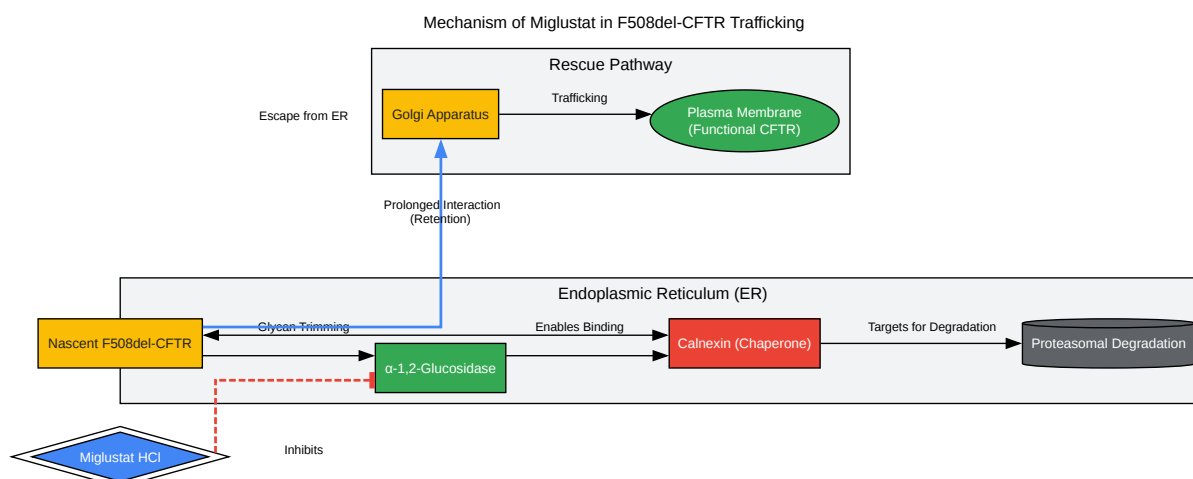 Mechanism of Miglustat in F508del-CFTR Trafficking
Rescue Pathway
Golgi Apparatus
Trafficking
Plasma Membrane
(Functional CFTR)
Escape from ER
Prolonged Interaction
(Retention)
Endoplasmic Reticulum (ER)
Nascent F508del-CFTR
Glycan Trimming
Enables Binding
Calnexin (Chaperone)
Targets for Degradation
Proteasomal Degradation
α-1,2-Glucosidase
Miglustat HCl
Inhibits